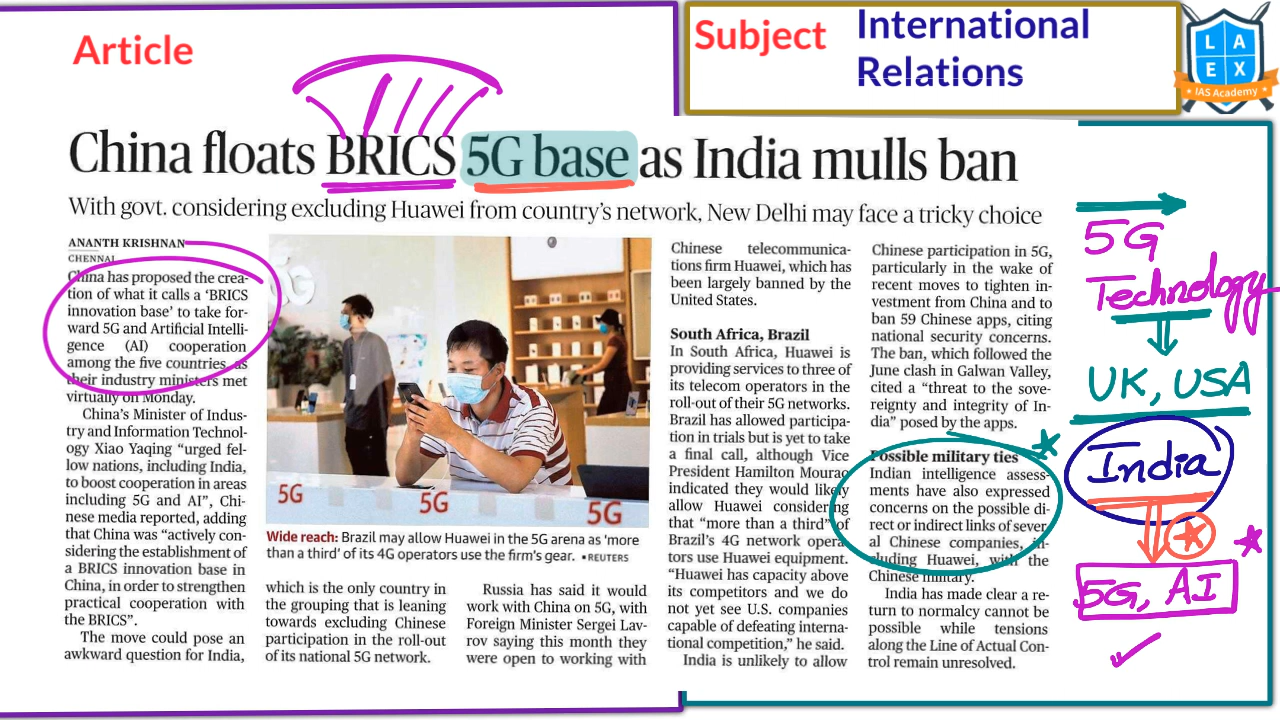 Article
Subject
International
Relations
L A
E X
IAS Academy
China floats BRICS 5G base as India mulls ban
With govt. considering excluding Huawei from country's network, New Delhi may face a tricky choice
ANANTH KRISHNAN
CHENNAI
China has proposed the crea-
tion of what it calls a 'BRICS
innovation base' to take for-
ward 5G and Artificial Intelli-
gence (AI) cooperation
among the five countries, as
their industry ministers met
virtually on Monday.
China's Minister of Indus-
try and Information Technol-
ogy Xiao Yaqing "urged fel-
low nations, including India,
to boost cooperation in areas
including 5G and AI", Chi-
nese media reported, adding
that China was "actively con-
sidering the establishment of
a BRICS innovation base in
China, in order to strengthen
practical cooperation with
the BRICS".
The move could pose an
awkward question for India,
5G
5G
5G
5G
Wide reach: Brazil may allow Huawei in the 5G arena as 'more
than a third' of its 4G operators use the firm's gear. ▪REUTERS
which is the only country in
the grouping that is leaning
towards excluding Chinese
participation in the roll-out
of its national 5G network.
Russia has said it would
work with China on 5G, with
Foreign Minister Sergei Lav-
rov saying this month they
were open to working with
Chinese telecommunica-
tions firm Huawei, which has
been largely banned by the
United States.
South Africa, Brazil
In South Africa, Huawei is
providing services to three of
its telecom operators in the
roll-out of their 5G networks.
Brazil has allowed participa-
tion in trials but is yet to take
a final call, although Vice
President Hamilton Mourao
indicated they would likely
allow Huawei considering
that "more than a third" of
Brazil's 4G network opera-
tors use Huawei equipment.
"Huawei has capacity above
its competitors and we do
not yet see U.S. companies
capable of defeating interna-
tional competition," he said.
India is unlikely to allow
Chinese participation in 5G,
particularly in the wake of
recent moves to tighten in-
vestment from China and to
ban 59 Chinese apps, citing
national security concerns.
The ban, which followed the
June clash in Galwan Valley,
cited a "threat to the sove-
reignty and integrity of In-
dia" posed by the apps.
Possible military ties
Indian intelligence assess-
ments have also expressed
concerns on the possible di-
rect or indirect links of sever-
al Chinese companies, in-
cluding Huawei, with the
Chinese military.
India has made clear a re-
turn to normalcy cannot be
possible while tensions
along the Line of Actual Con-
trol remain unresolved.
5G
Technology
UK, USA
India
5G, AI